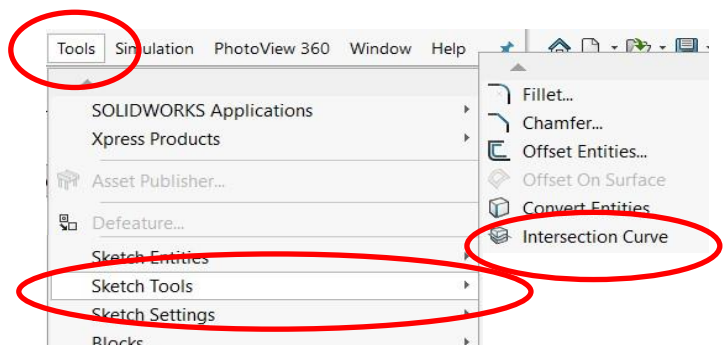 Tools Simulation PhotoView 360 Window Help
SOLIDWORKS Applications
Xpress Products
Asset Publisher...
Defeature...
Sketch Entities
Sketch Tools
Sketch Settings
Blocks
Fillet...
Chamfer...
Offset Entities...
Offset On Surface
Convert Entities
Intersection Curve